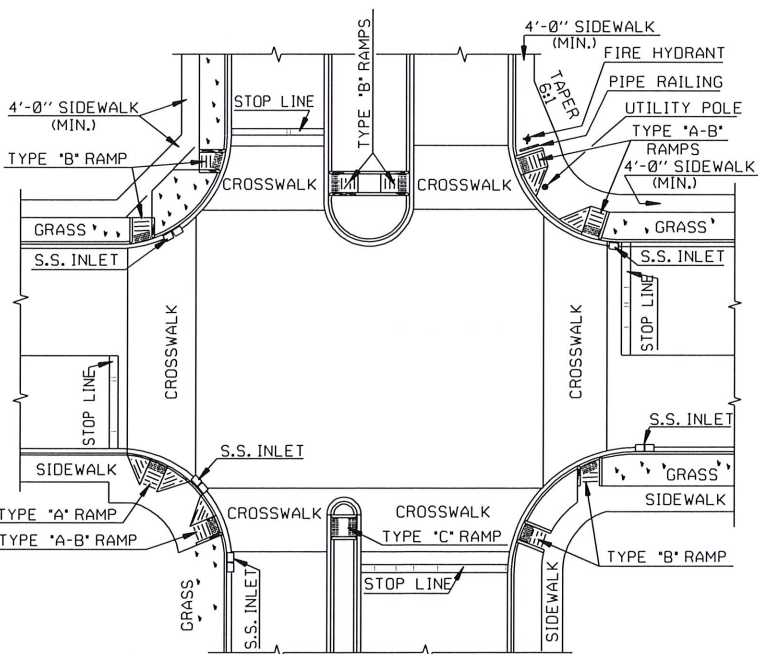 4'-0" SIDEWALK
(MIN.)
FIRE HYDRANT
PIPE RAILING
TAPER
6:1
UTILITY POLE
TYPE "A-B"
RAMPS
4'-0" SIDEWALK
(MIN.)
TYPE "B" RAMPS
STOP LINE
4'-0" SIDEWALK
(MIN.)
TYPE "B" RAMP
CROSSWALK
CROSSWALK
GRASS
S.S. INLET
GRASS
S.S. INLET
STOP LINE
CROSSWALK
CROSSWALK
STOP LINE
S.S. INLET
SIDEWALK
S.S. INLET
GRASS
SIDEWALK
TYPE "A" RAMP
TYPE "A-B" RAMP
CROSSWALK
CROSSWALK
TYPE "C" RAMP
TYPE "B" RAMP
STOP LINE
GRASS
S.S. INLET
SIDEWALK